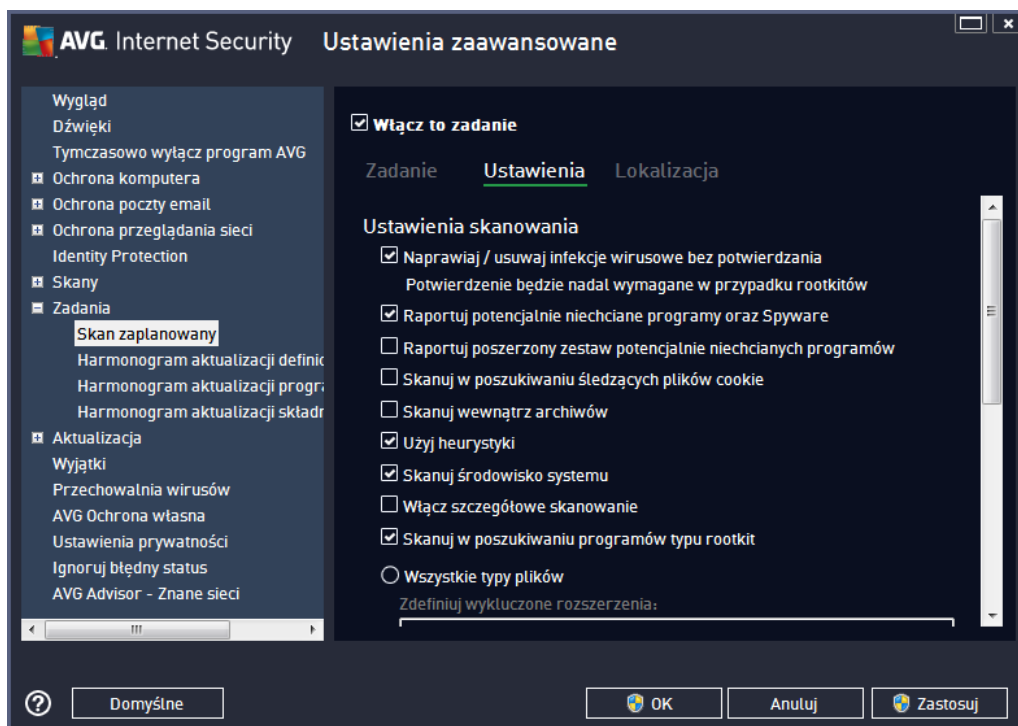 AVG. Internet Security Ustawienia zaawansowane
Wygląd
Dźwięki
Tymczasowo wyłącz program AVG
Ochrona komputera
Ochrona poczty email
Ochrona przeglądania sieci
Identity Protection
Skany
Zadania
Skan zaplanowany
Harmonogram aktualizacji definic
Harmonogram aktualizacji progra
Harmonogram aktualizacji składr
Aktualizacja
Wyjątki
Przechowalnia wirusów
AVG Ochrona własna
Ustawienia prywatności
Ignoruj błędny status
AVG Advisor - Znane sieci
Włącz to zadanie
Zadanie Ustawienia Lokalizacja
Ustawienia skanowania
Naprawiaj / usuwaj infekcje wirusowe bez potwierdzania
Potwierdzenie będzie nadal wymagane w przypadku rootkitów
Raportuj potencjalnie niechciane programy oraz Spyware
Raportuj poszerzony zestaw potencjalnie niechcianych programów
Skanuj w poszukiwaniu śledzących plików cookie
Skanuj wewnątrz archiwów
Użyj heurystyki
Skanuj środowisko systemu
Włącz szczegółowe skanowanie
Skanuj w poszukiwaniu programów typu rootkit
Wszystkie typy plików
Zdefiniuj wykluczone rozszerzenia:
? Domyślne OK Anuluj Zastosuj